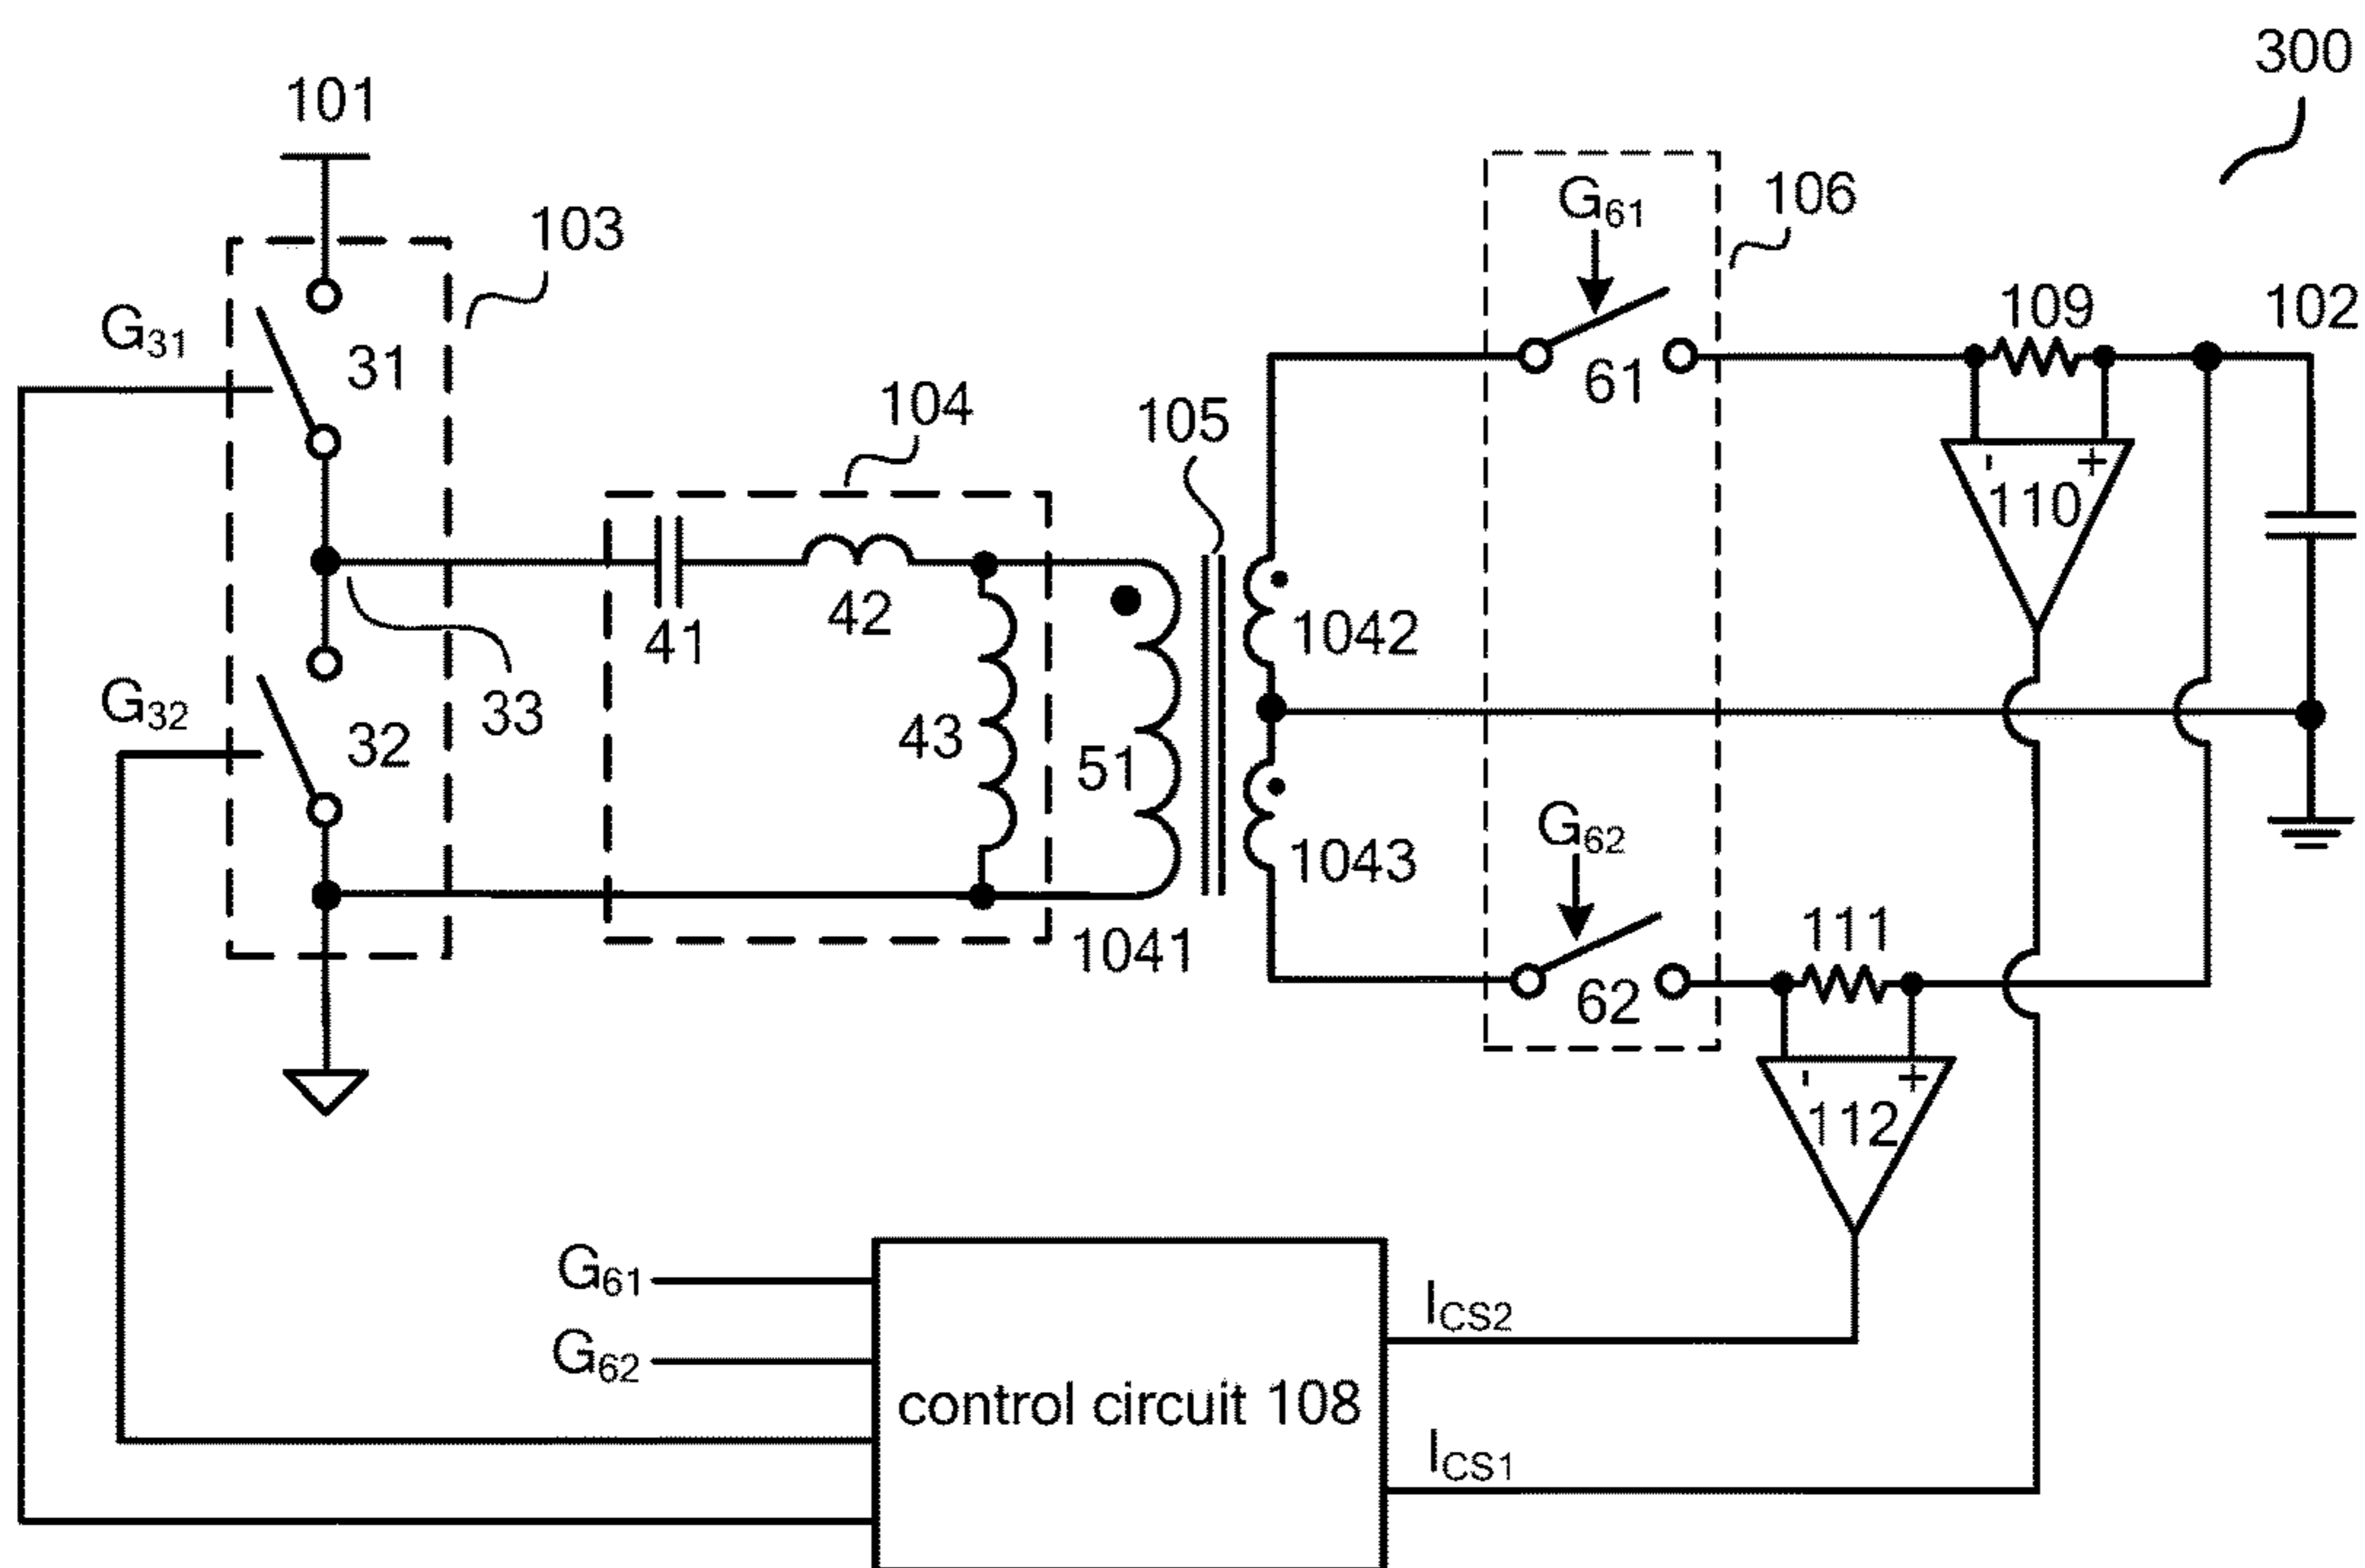 300
101
103
G61
106
G31
31
109
102
104
105
- +
110
41
42
1042
G32
32
33
43
51
G62
1043
1041
111
61
62
- +
112
G61
G62
control circuit 108
ICS2
ICS1